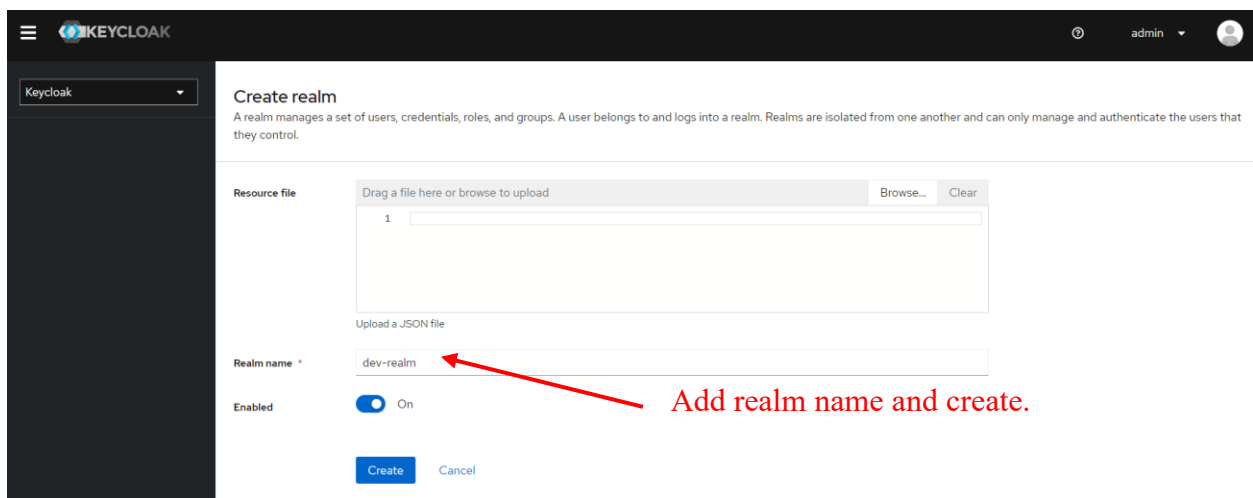 KEYCLOAK
admin
Keycloak
Create realm
A realm manages a set of users, credentials, roles, and groups. A user belongs to and logs into a realm. Realms are isolated from one another and can only manage and authenticate the users that
they control.
Resource file
Drag a file here or browse to upload
Browse...
Clear
1
Upload a JSON file
Realm name *
dev-realm
Enabled
On
Add realm name and create.
Create
Cancel